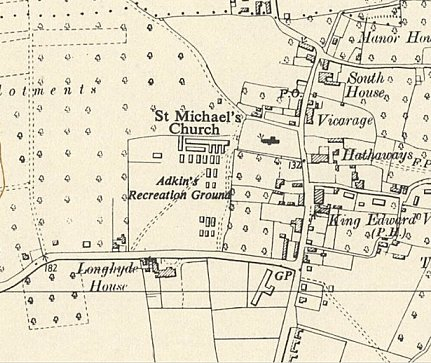 Manor Hou
South
House
lotments
P.O.
St Michael's
Church
Vicarage
Hathaways
132
F.P.
Adkin's
Recreation Ground
King Edward V
(P.H.)
182
Longhyde
House
GP
T